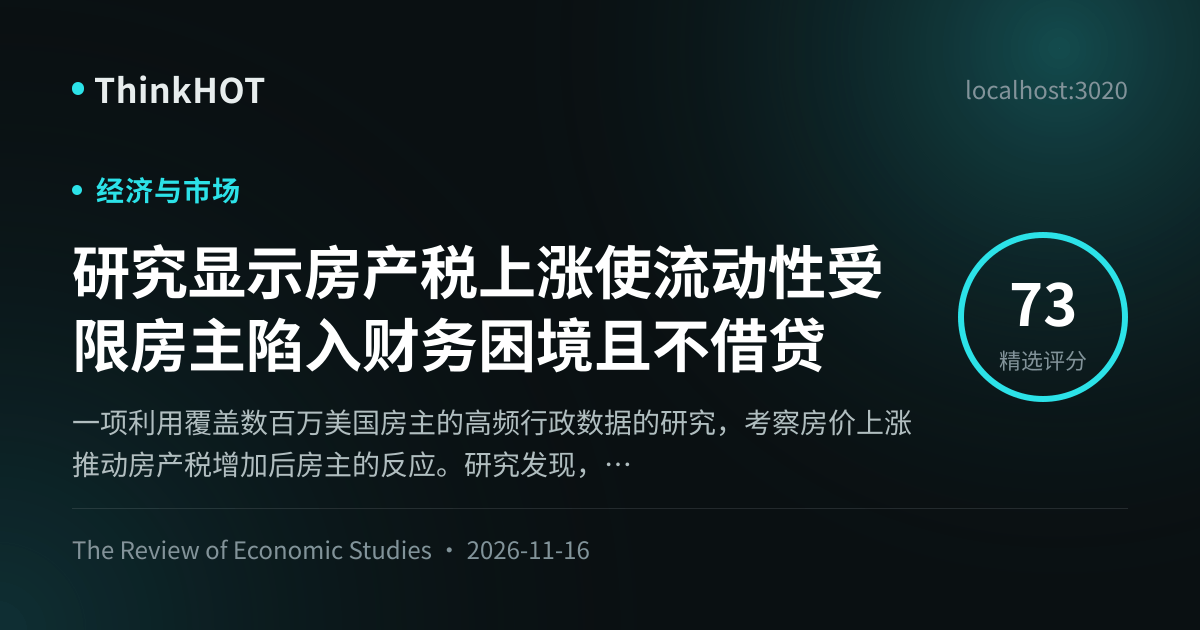 ThinkHOT
localhost:3020
经济与市场
研究显示房产税上涨使流动性受
限房主陷入财务困境且不借贷
73
精选评分
一项利用覆盖数百万美国房主的高频行政数据的研究，考察房价上涨
推动房产税增加后房主的反应。研究发现，…
The Review of Economic Studies · 2026-11-16